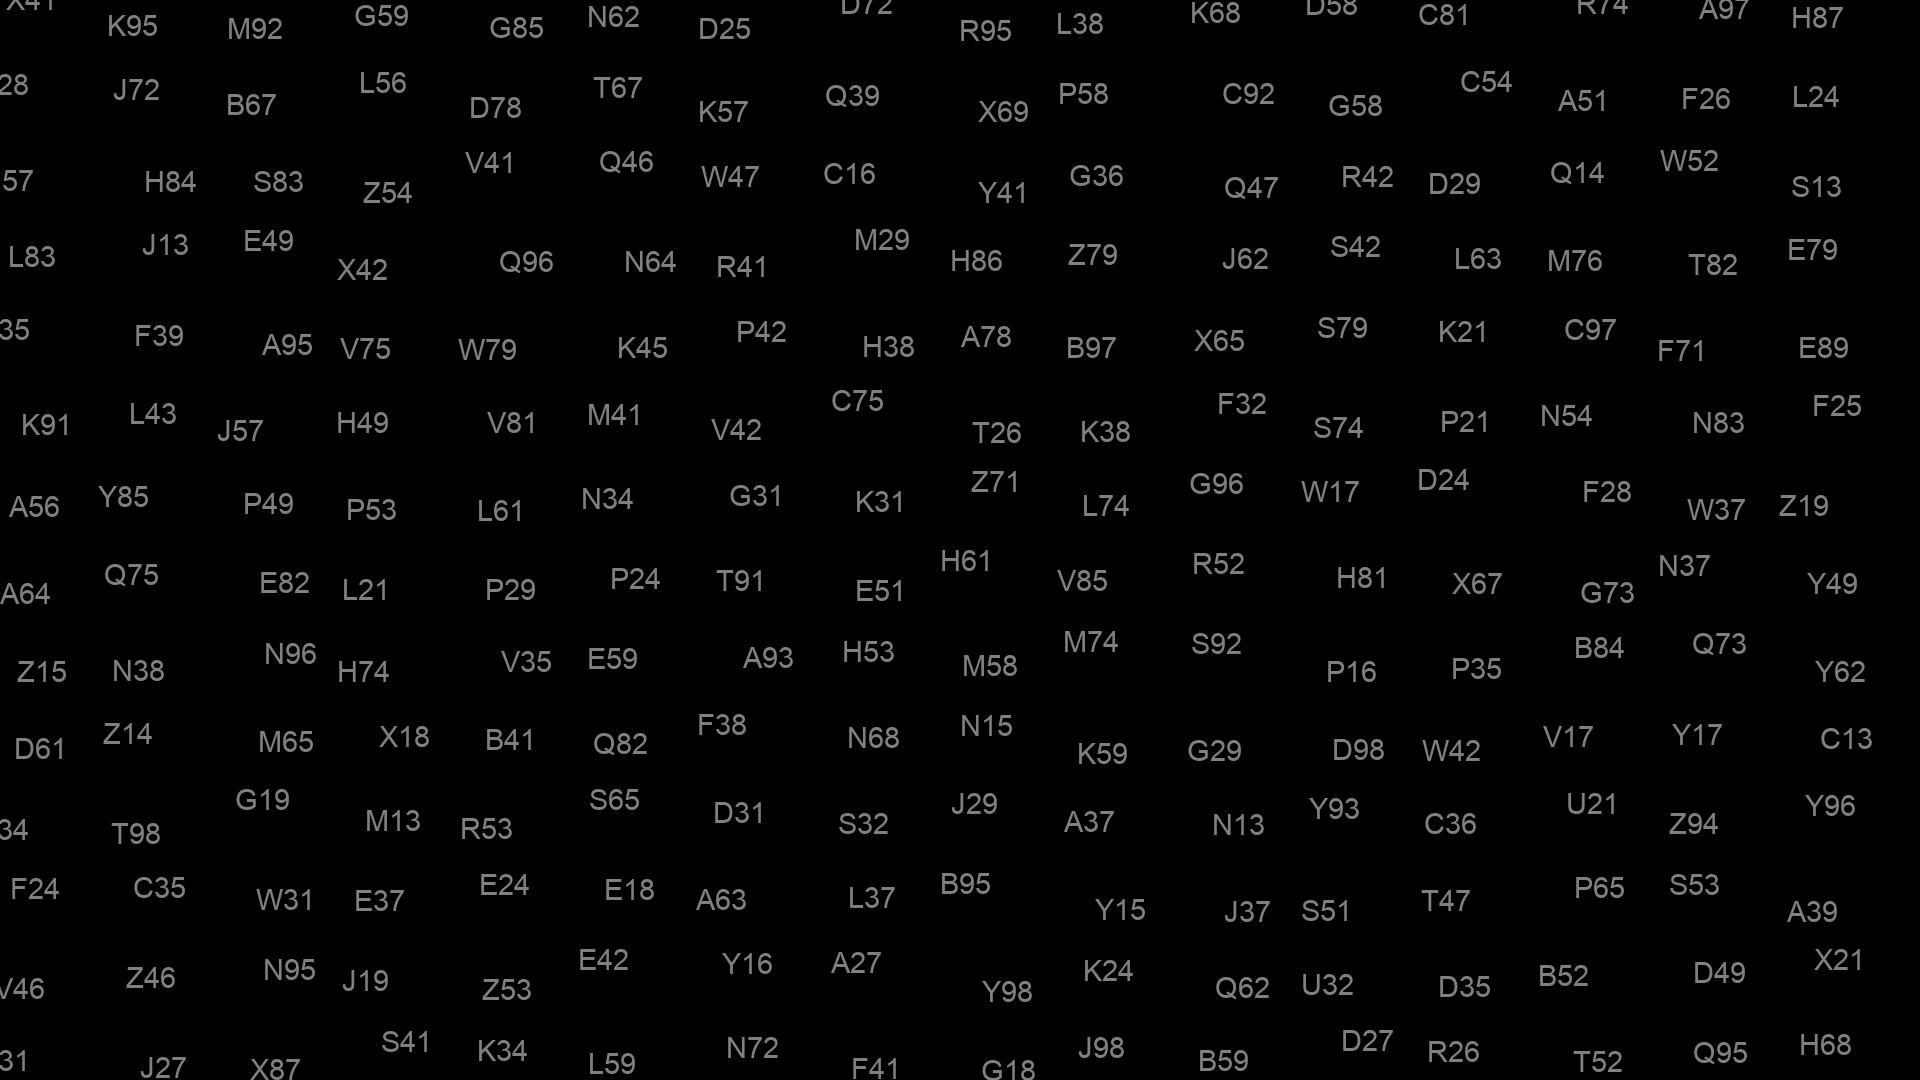 X41 K95 M92 G59 G85 N62 D25 D72 R95 L38 K68 D58 C81 R74 A97 H87
28 J72 B67 L56 D78 T67 K57 Q39 X69 P58 C92 G58 C54 A51 F26 L24
57 H84 S83 Z54 V41 Q46 W47 C16 Y41 G36 Q47 R42 D29 Q14 W52 S13
L83 J13 E49 X42 Q96 N64 R41 M29 H86 Z79 J62 S42 L63 M76 T82 E79
35 F39 A95 V75 W79 K45 P42 H38 A78 B97 X65 S79 K21 C97 F71 E89
K91 L43 J57 H49 V81 M41 V42 C75 T26 K38 F32 S74 P21 N54 N83 F25
A56 Y85 P49 P53 L61 N34 G31 K31 Z71 L74 G96 W17 D24 F28 W37 Z19
A64 Q75 E82 L21 P29 P24 T91 E51 H61 V85 R52 H81 X67 G73 N37 Y49
Z15 N38 N96 H74 V35 E59 A93 H53 M58 M74 S92 P16 P35 B84 Q73 Y62
D61 Z14 M65 X18 B41 Q82 F38 N68 N15 K59 G29 D98 W42 V17 Y17 C13
34 T98 G19 M13 R53 S65 D31 S32 J29 A37 N13 Y93 C36 U21 Z94 Y96
F24 C35 W31 E37 E24 E18 A63 L37 B95 Y15 J37 S51 T47 P65 S53 A39
V46 Z46 N95 J19 Z53 E42 Y16 A27 Y98 K24 Q62 U32 D35 B52 D49 X21
31 J27 X87 S41 K34 L59 N72 F41 G18 J98 B59 D27 R26 T52 Q95 H68